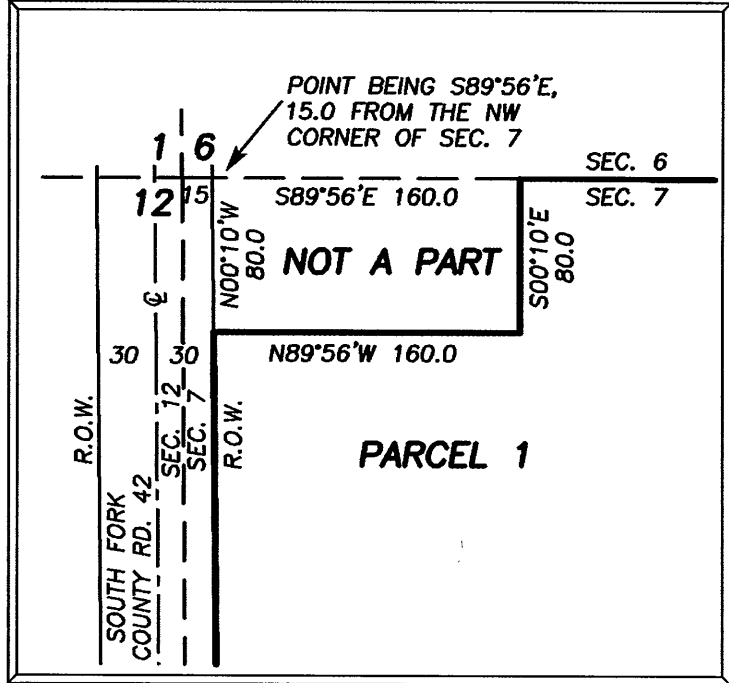 POINT BEING S89°56'E,
15.0 FROM THE NW
CORNER OF SEC. 7
1 6
12 15
SEC. 6
SEC. 7
S89°56'E 160.0
N00°10'W
80.0
NOT A PART
S00°10'E
80.0
℄
30 30
N89°56'W 160.0
R.O.W.
SEC. 12
SEC. 7
R.O.W.
PARCEL 1
SOUTH FORK
COUNTY RD. 42